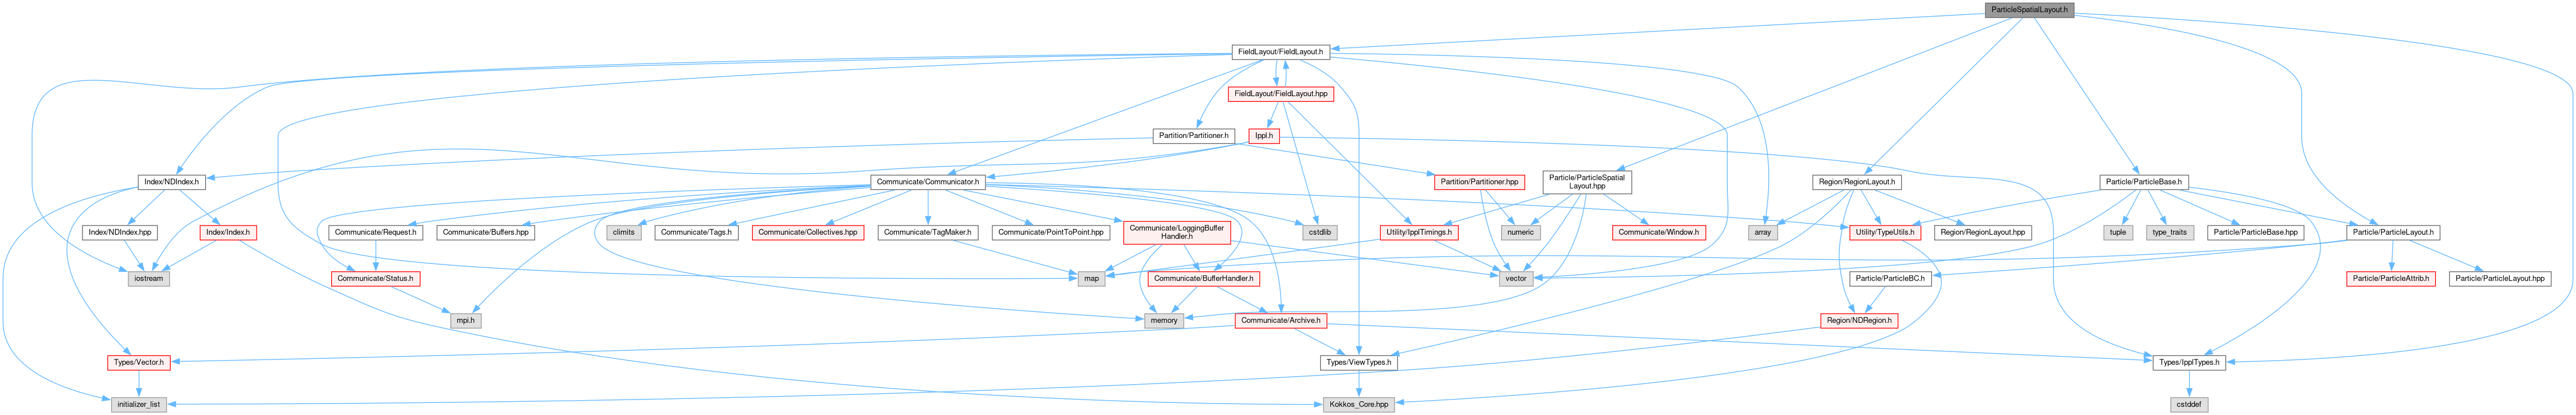 ParticleSpatialLayout.h
FieldLayout/FieldLayout.h
FieldLayout/FieldLayout.hpp
Partition/Partitioner.h
Ippl.h
Index/NDIndex.h
Communicate/Communicator.h
Partition/Partitioner.hpp
Particle/ParticleSpatial
Layout.hpp
Region/RegionLayout.h
Particle/ParticleBase.h
Index/NDIndex.hpp
Index/Index.h
Communicate/Request.h
Communicate/Buffers.hpp
climits
Communicate/Tags.h
Communicate/Collectives.hpp
Communicate/TagMaker.h
Communicate/PointToPoint.hpp
Communicate/LoggingBuffer
Handler.h
cstdlib
Utility/IpplTimings.h
numeric
Communicate/Window.h
array
Utility/TypeUtils.h
Region/RegionLayout.hpp
tuple
type_traits
Particle/ParticleBase.hpp
Particle/ParticleLayout.h
iostream
Communicate/Status.h
map
Communicate/BufferHandler.h
vector
Particle/ParticleBC.h
Particle/ParticleAttrib.h
Particle/ParticleLayout.hpp
mpi.h
memory
Communicate/Archive.h
Region/NDRegion.h
Types/Vector.h
Types/ViewTypes.h
Types/IpplTypes.h
initializer_list
Kokkos_Core.hpp
cstddef